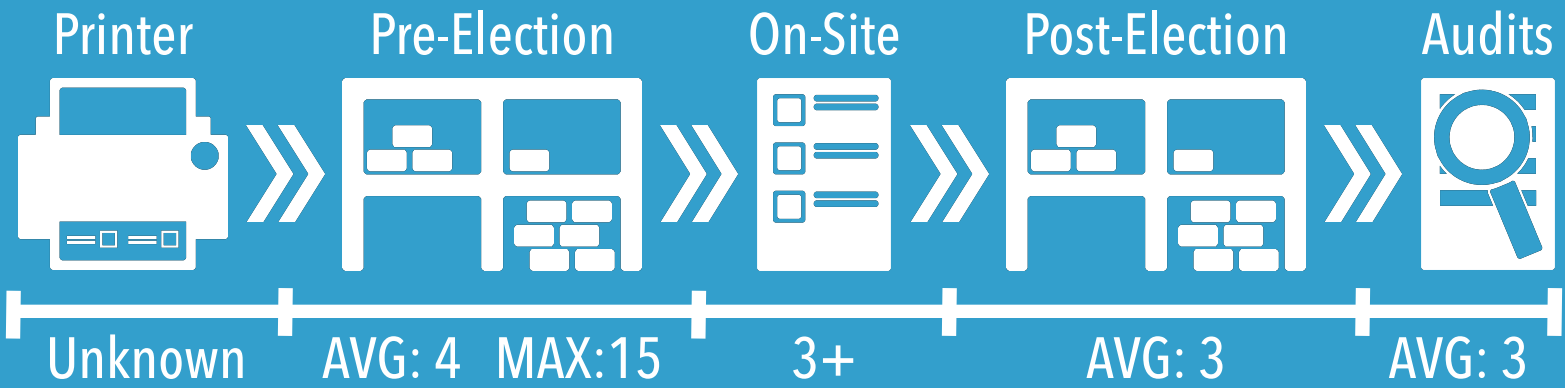 Printer Pre-Election On-Site Post-Election Audits
Unknown AVG: 4 MAX:15 3+ AVG: 3 AVG: 3